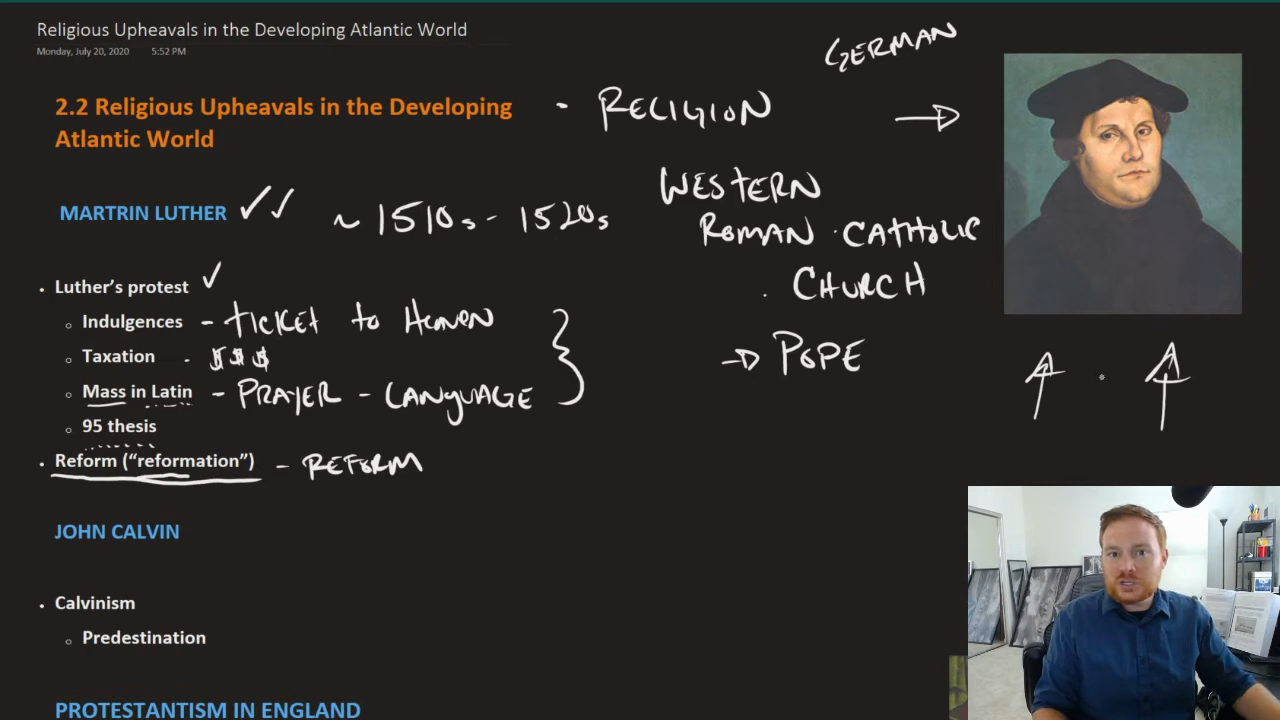 Religious Upheavals in the Developing Atlantic World
Monday, July 20, 2020 5:52 PM
GERMAN
2.2 Religious Upheavals in the Developing
Atlantic World
- RELIGION
MARTRIN LUTHER
~ 1510s - 1520s
WESTERN
ROMAN CATHOLIC
CHURCH
POPE
Luther's protest
Indulgences - TICKET to HEAVEN
Taxation - $$$
Mass in Latin - PRAYER - LANGUAGE
95 thesis
Reform ("reformation") - REFORM
JOHN CALVIN
Calvinism
Predestination
PROTESTANTISM IN ENGLAND